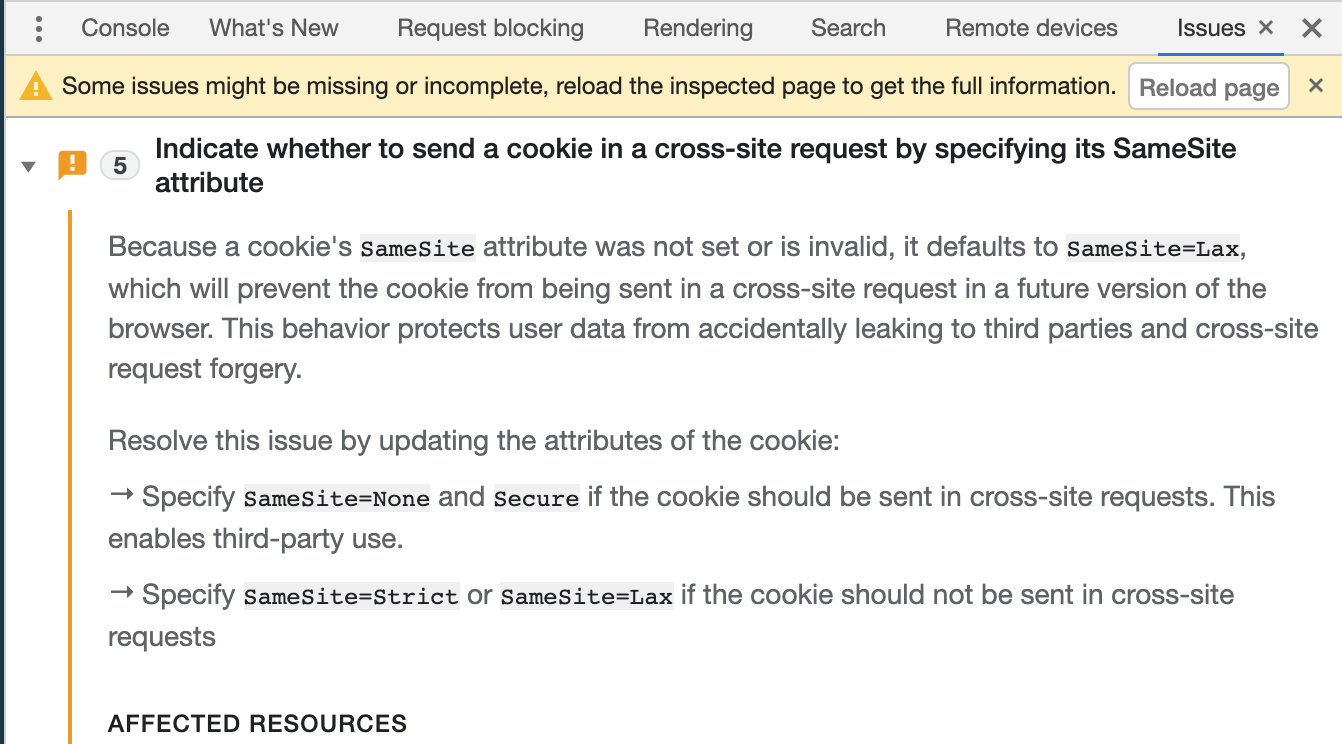 Console What's New Request blocking Rendering Search Remote devices Issues
Some issues might be missing or incomplete, reload the inspected page to get the full information. Reload page
5 Indicate whether to send a cookie in a cross-site request by specifying its SameSite
attribute
Because a cookie's SameSite attribute was not set or is invalid, it defaults to SameSite=Lax,
which will prevent the cookie from being sent in a cross-site request in a future version of the
browser. This behavior protects user data from accidentally leaking to third parties and cross-site
request forgery.
Resolve this issue by updating the attributes of the cookie:
→ Specify SameSite=None and Secure if the cookie should be sent in cross-site requests. This
enables third-party use.
→ Specify SameSite=Strict or SameSite=Lax if the cookie should not be sent in cross-site
requests
AFFECTED RESOURCES